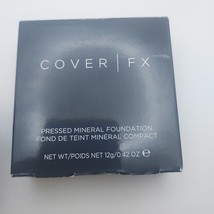 COVER | FX
PRESSED MINERAL FOUNDATION
FOND DE TEINT MINÉRAL COMPACT
NET WT/POIDS NET 12g/0.42 OZ ℮